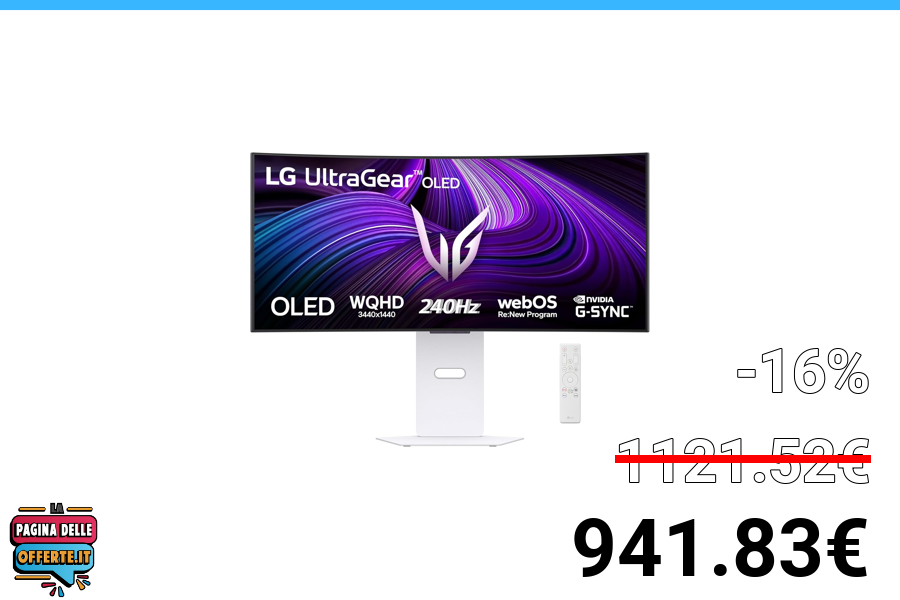 LG UltraGear™ OLED
OLED
WQHD
3440x1440
240Hz
webOS
Re:New Program
NVIDIA
G-SYNC™
-16%
1121.52€
941.83€
LA
PAGINA DELLE
OFFERTE.IT